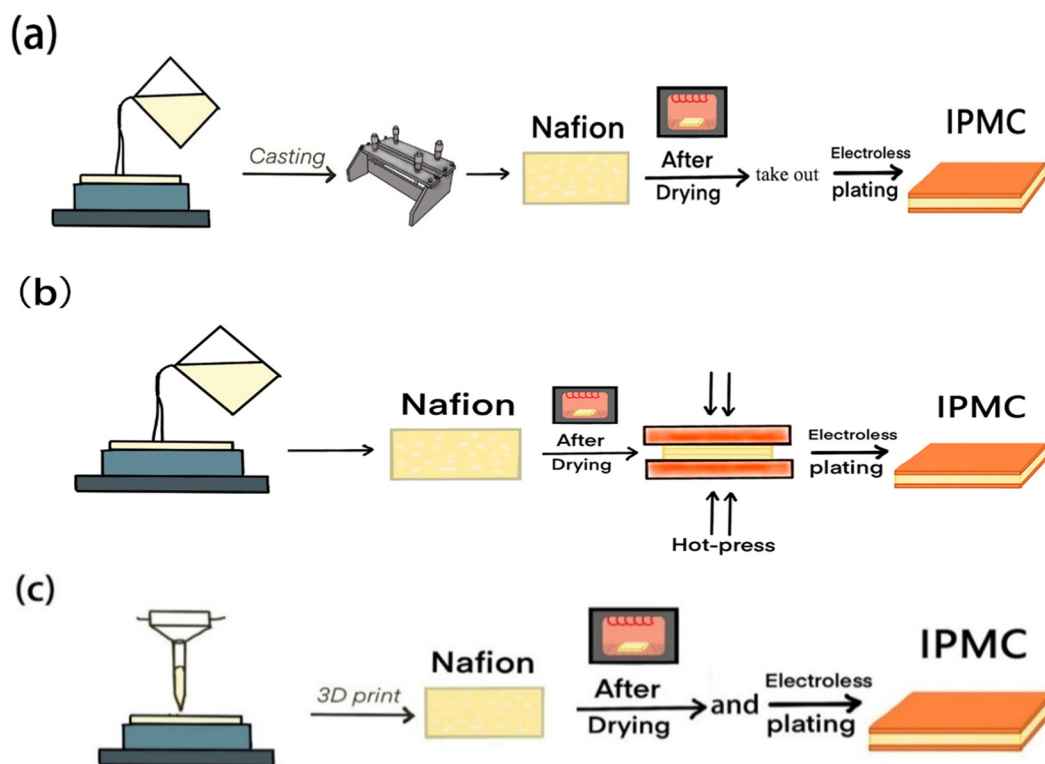 (a)
Casting
Nafion
After
Drying
take out
Electroless
plating
IPMC
(b)
Nafion
After
Drying
Hot-press
Electroless
plating
IPMC
(c)
3D print
Nafion
After
Drying
and
Electroless
plating
IPMC